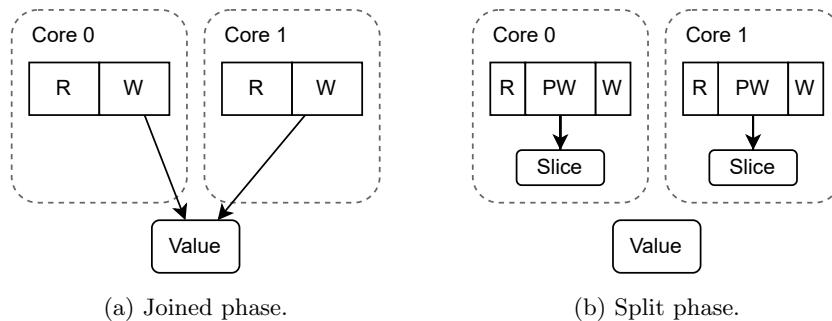 Core 0
Core 1
R W
R W
Value
(a) Joined phase.
Core 0
Core 1
R PW W
R PW W
Slice
Slice
Value
(b) Split phase.